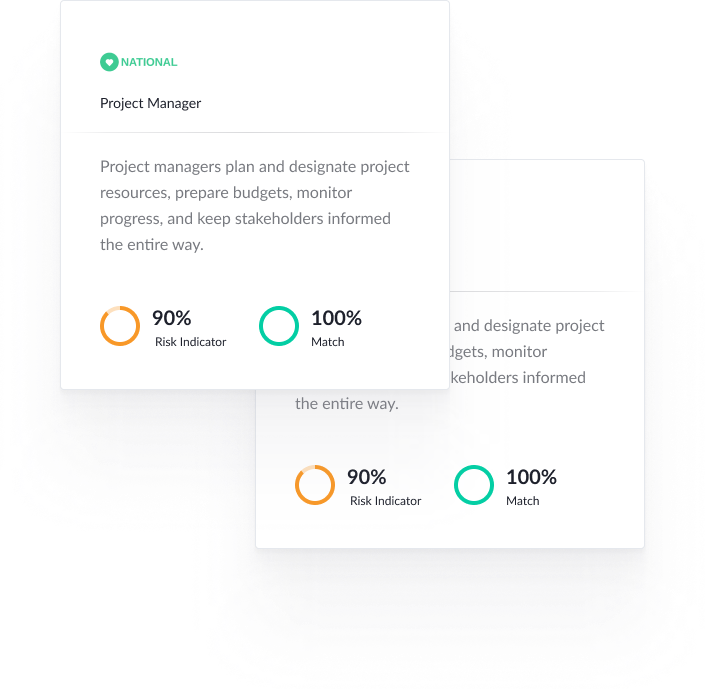 NATIONAL
Project Manager
Project managers plan and designate project
resources, prepare budgets, monitor
progress, and keep stakeholders informed
the entire way.
90%
Risk Indicator
100%
Match
and designate project
monitor
informed
the entire way.
90%
Risk Indicator
100%
Match